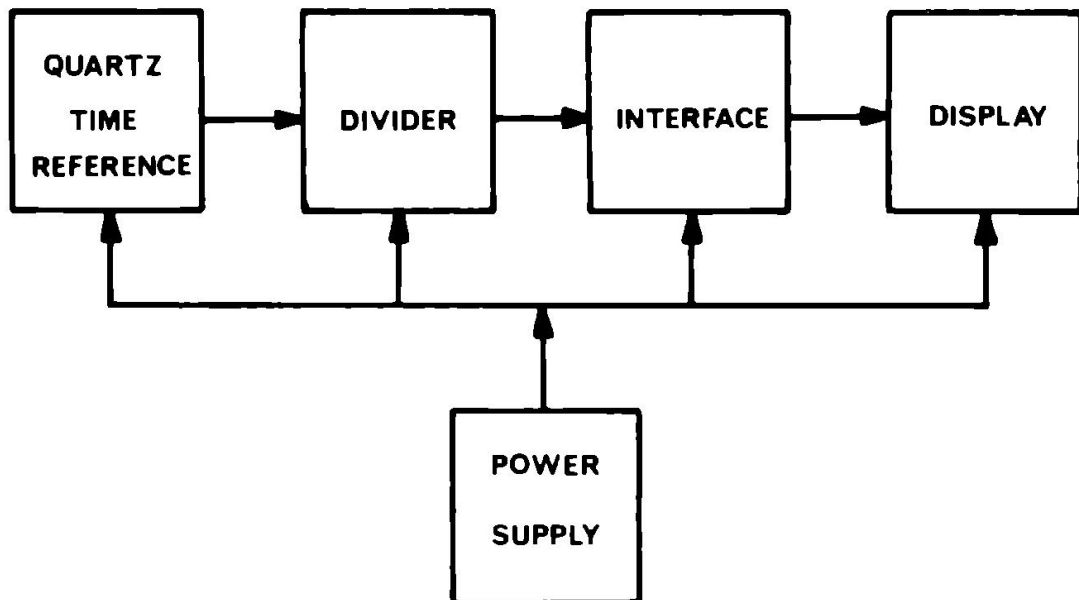 QUARTZ
TIME
REFERENCE
DIVIDER
INTERFACE
DISPLAY
POWER
SUPPLY